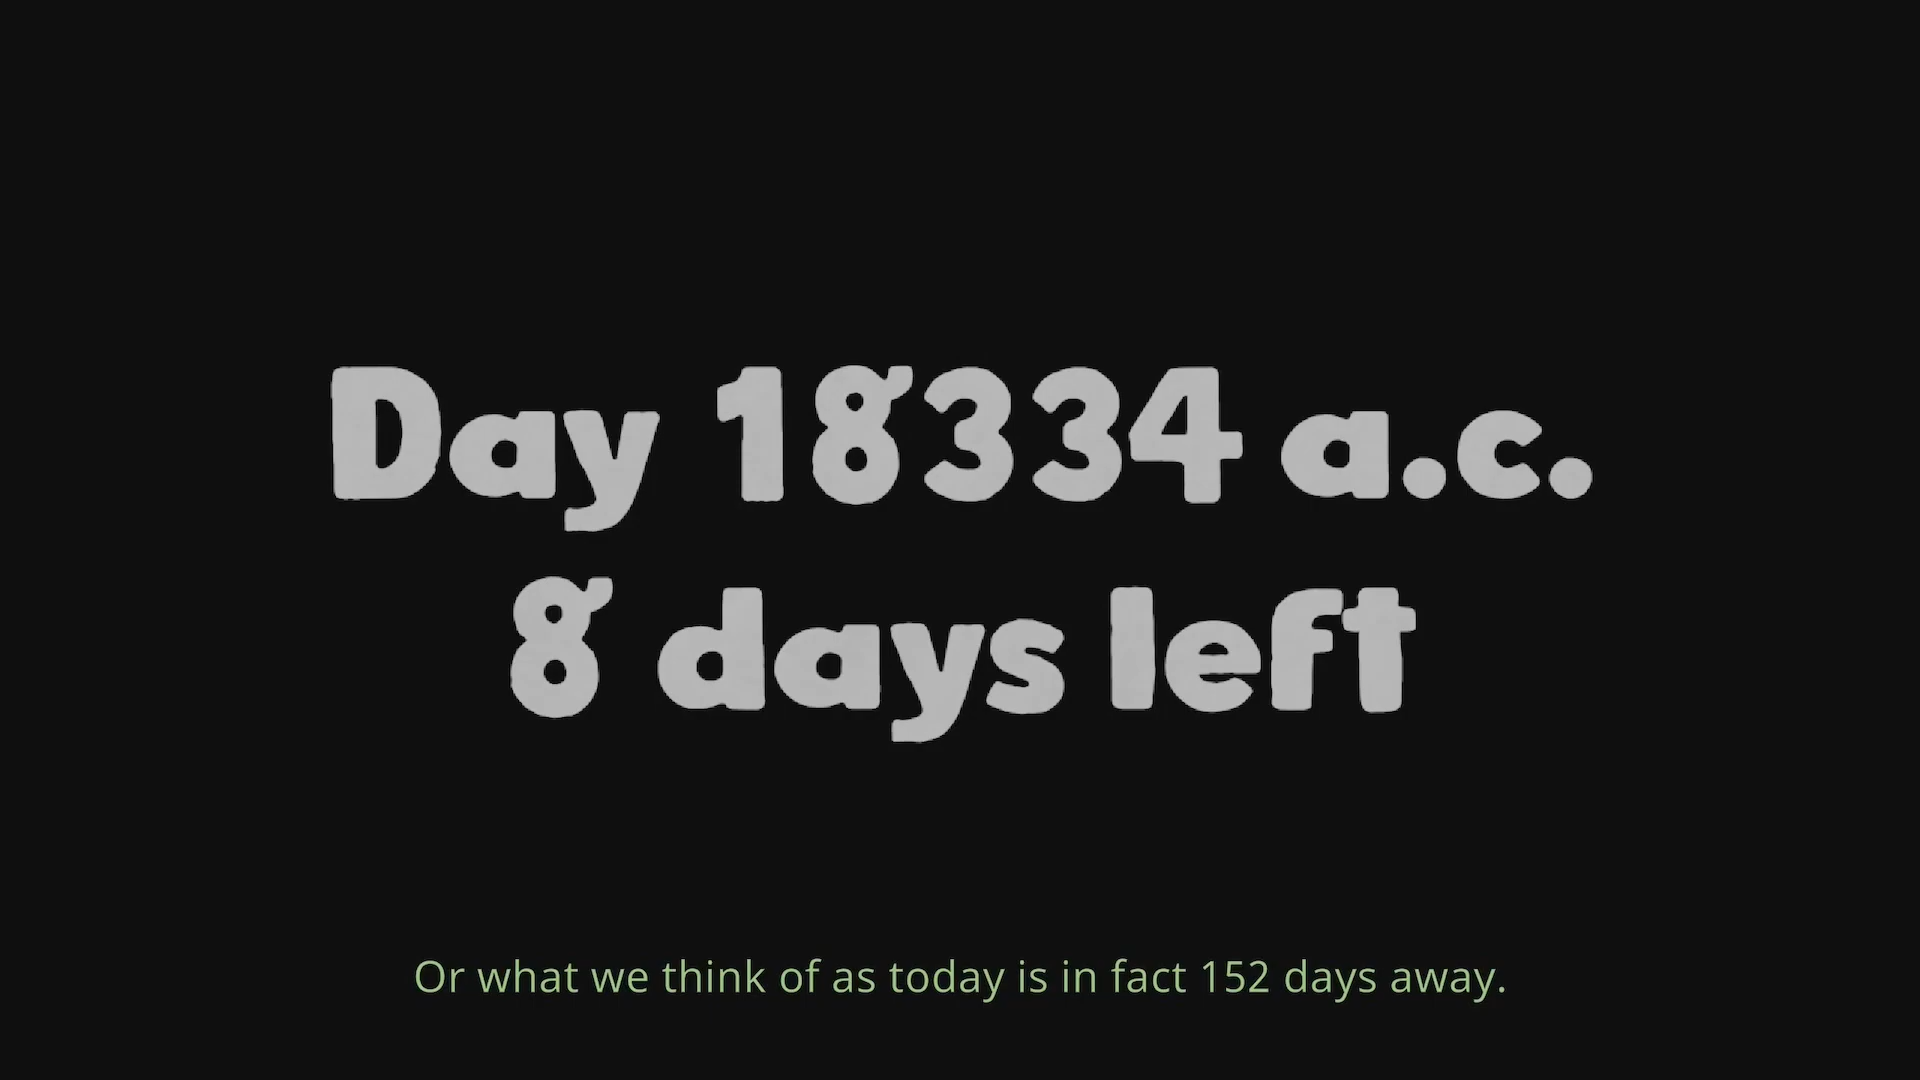 Day 18334 a.c.
8 days left
Or what we think of as today is in fact 152 days away.